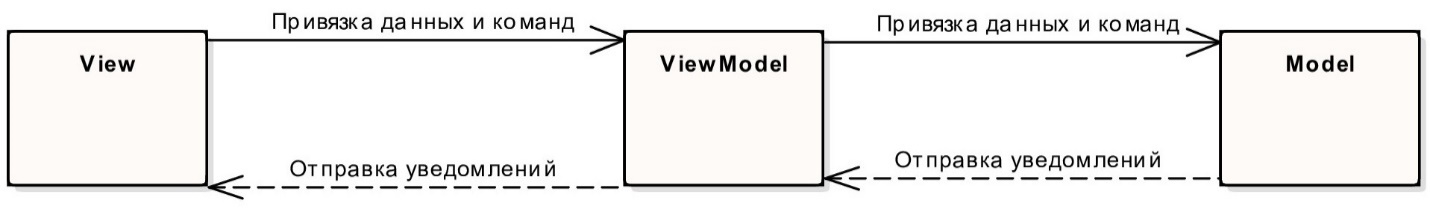 Привязка данных и команд
Привязка данных и команд
View
ViewModel
Model
Отправка уведомлений
Отправка уведомлений